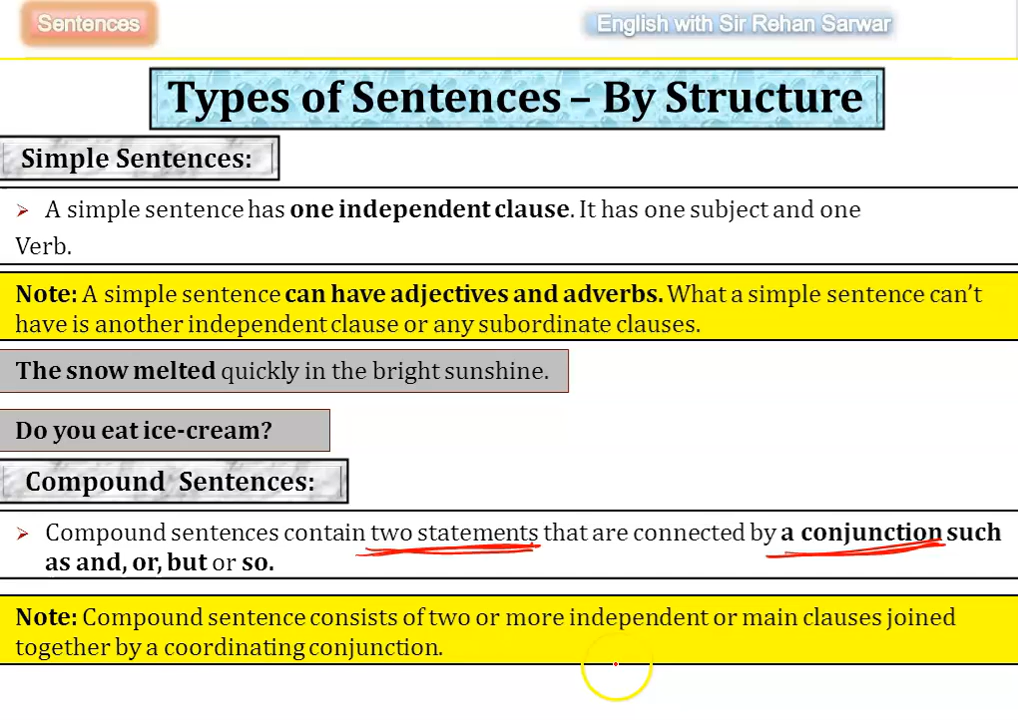 Sentences
English with Sir Rehan Sarwar
Types of Sentences – By Structure
Simple Sentences:
➢ A simple sentence has one independent clause. It has one subject and one
Verb.
Note: A simple sentence can have adjectives and adverbs. What a simple sentence can't
have is another independent clause or any subordinate clauses.
The snow melted quickly in the bright sunshine.
Do you eat ice-cream?
Compound Sentences:
➢ Compound sentences contain two statements that are connected by a conjunction such
as and, or, but or so.
Note: Compound sentence consists of two or more independent or main clauses joined
together by a coordinating conjunction.